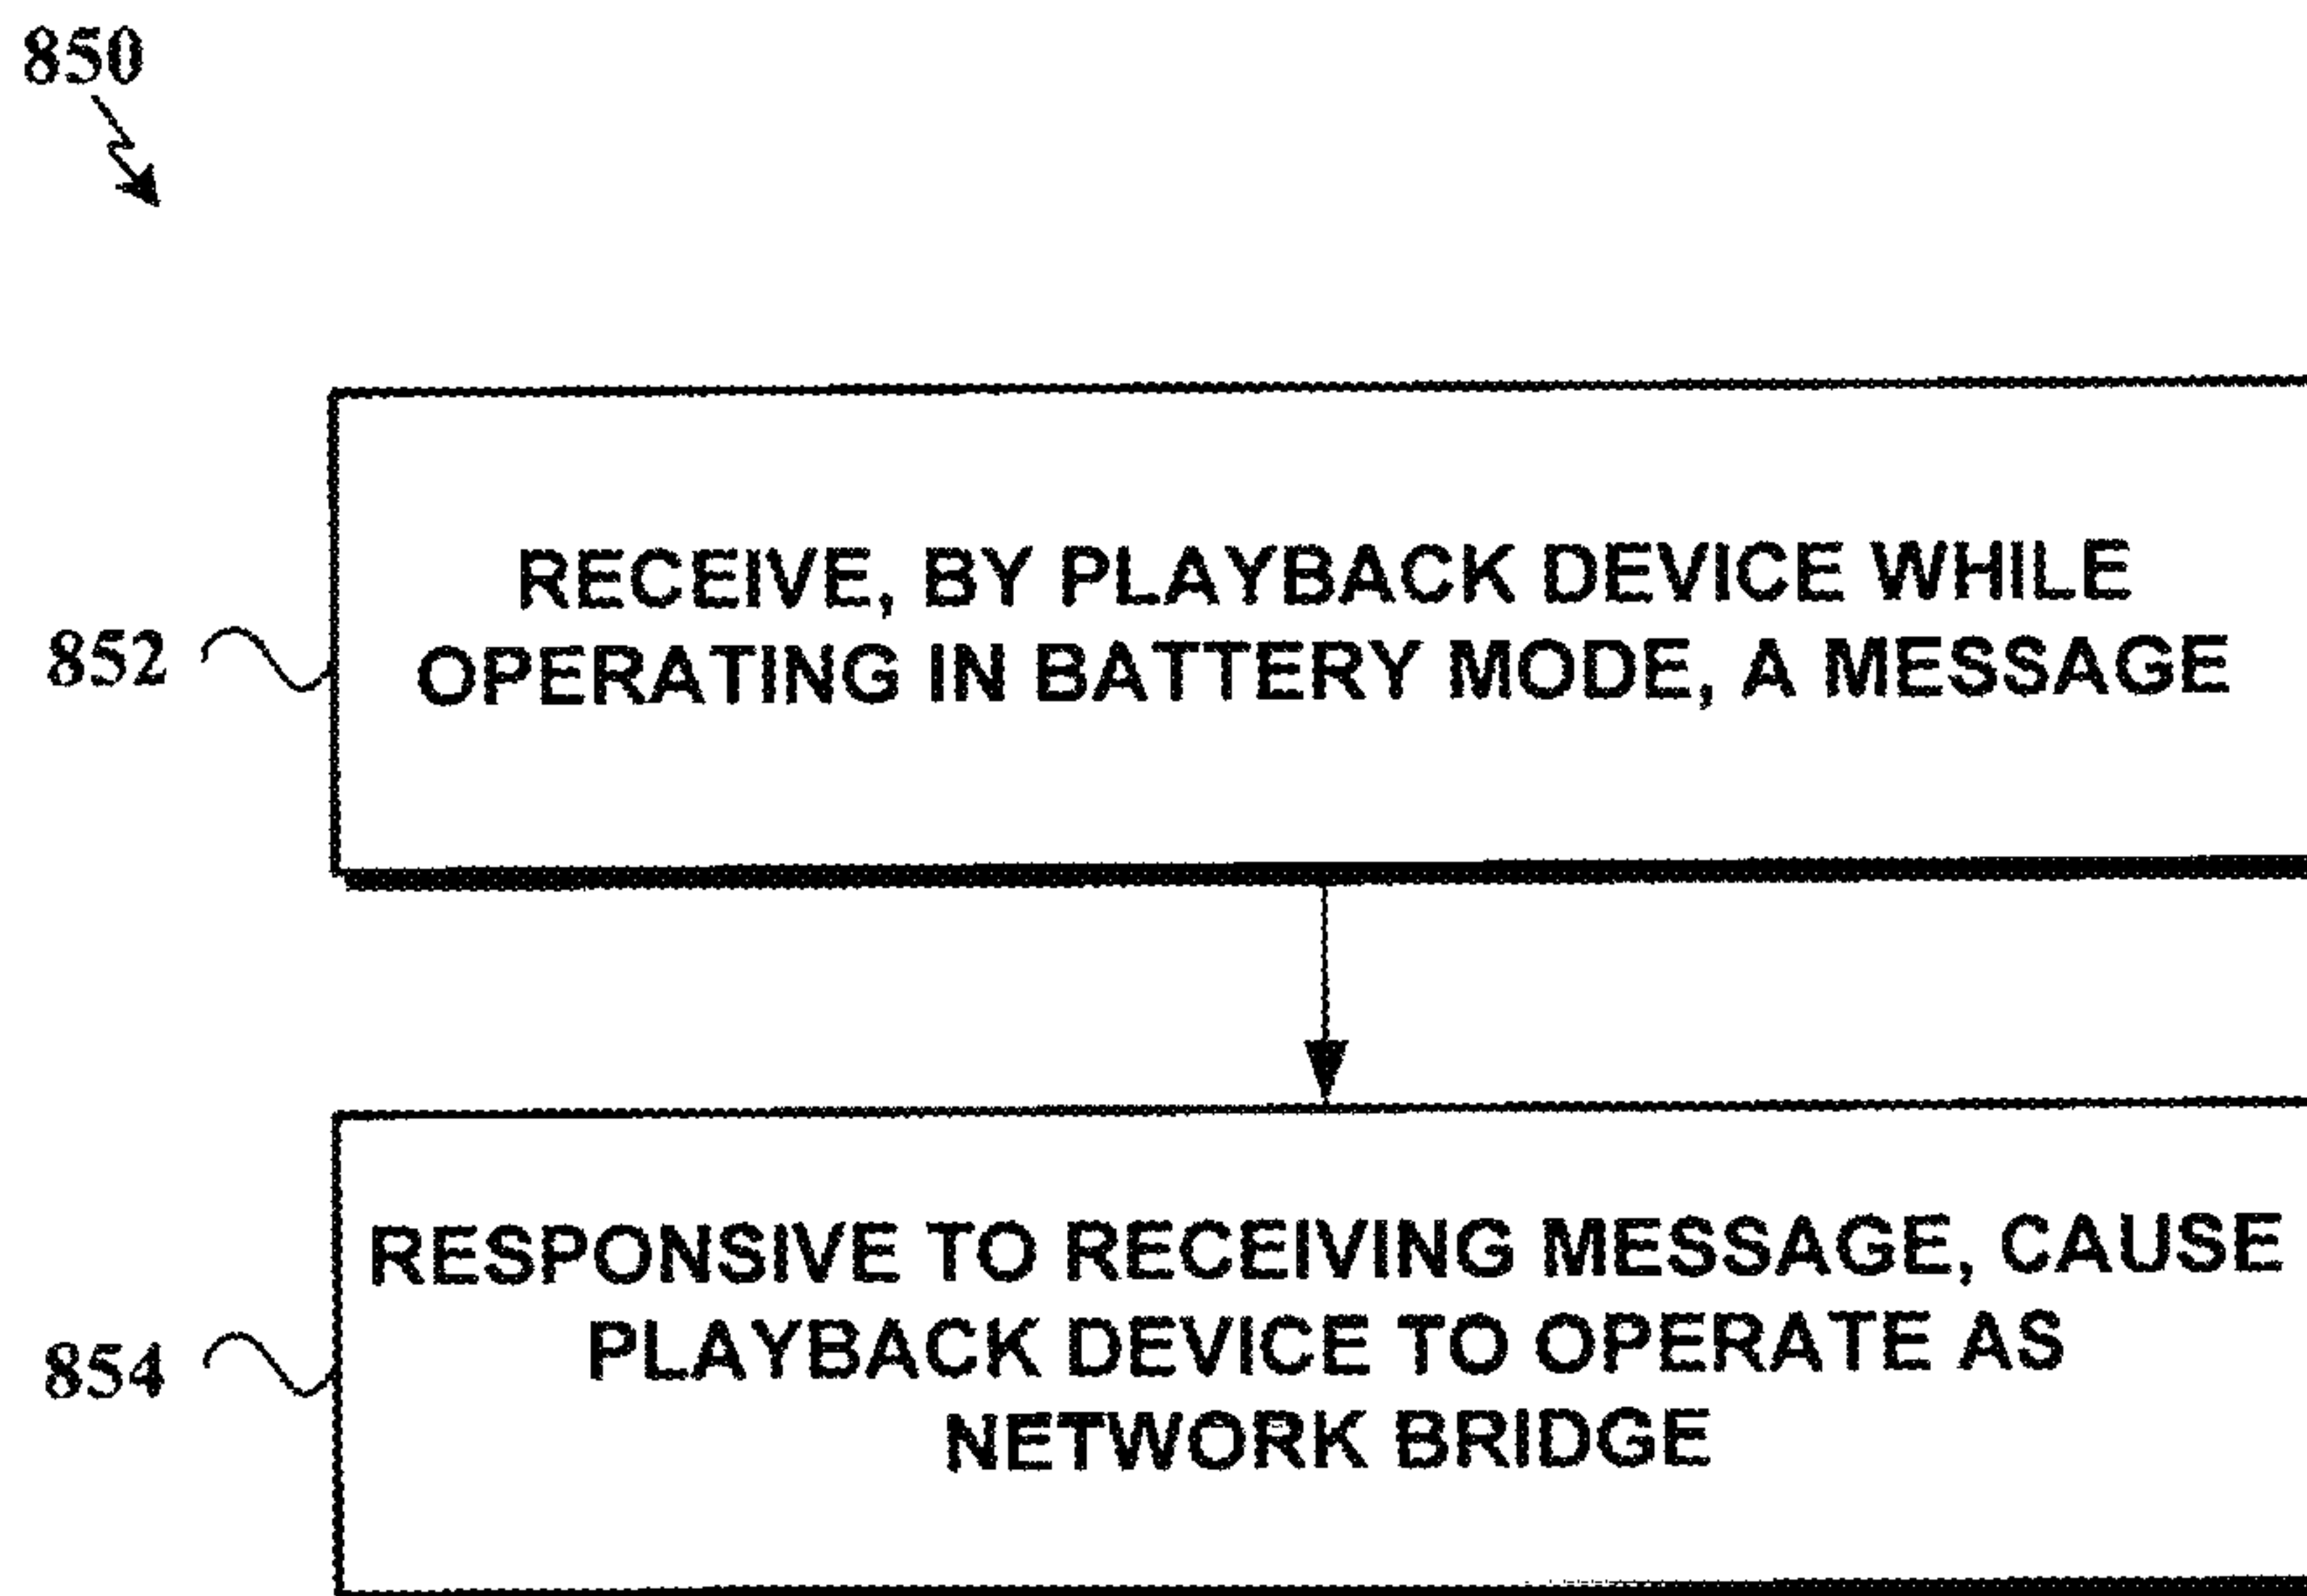 850
RECEIVE, BY PLAYBACK DEVICE WHILE
852
OPERATING IN BATTERY MODE, A MESSAGE
RESPONSIVE TO RECEIVING MESSAGE, CAUSE
854
PLAYBACK DEVICE TO OPERATE AS
NETWORK BRIDGE